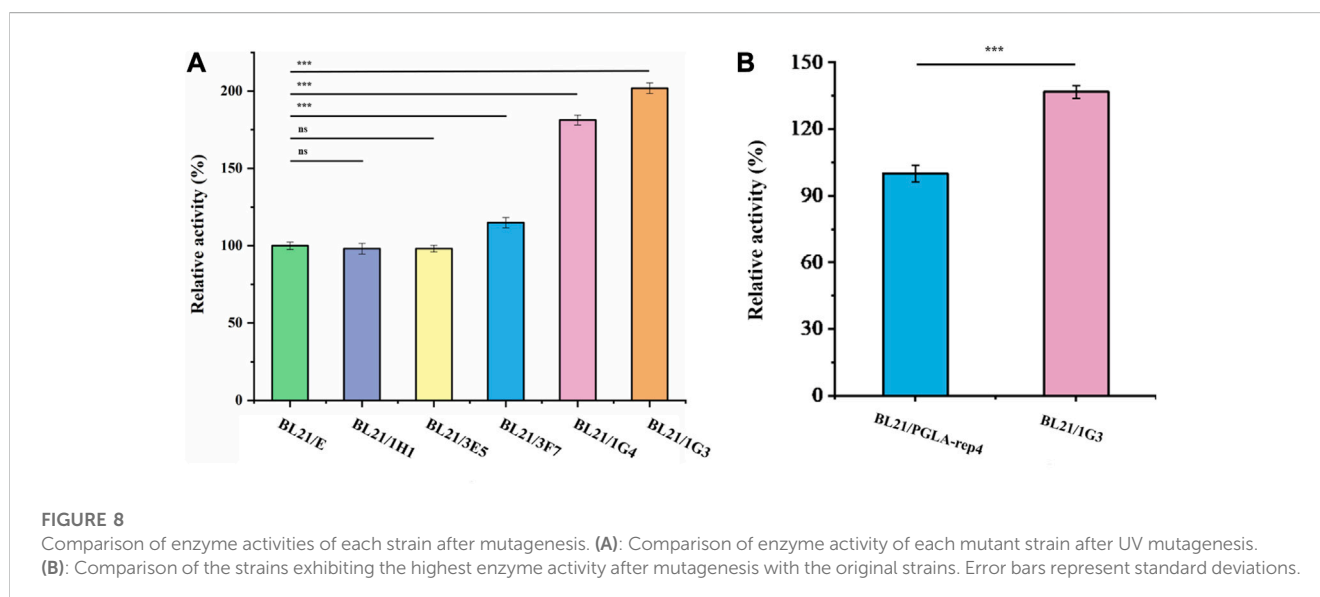 A
***
***
***
ns
ns
200
150
100
50
0
Relative activity (%)
BL21/E
BL21/1H1
BL21/3E5
BL21/3F7
BL21/1G4
BL21/1G3
B
***
150
120
90
60
30
0
Relative activity (%)
BL21/PGLA-rep4
BL21/1G3
FIGURE 8
Comparison of enzyme activities of each strain after mutagenesis. (A): Comparison of enzyme activity of each mutant strain after UV mutagenesis.
(B): Comparison of the strains exhibiting the highest enzyme activity after mutagenesis with the original strains. Error bars represent standard deviations.